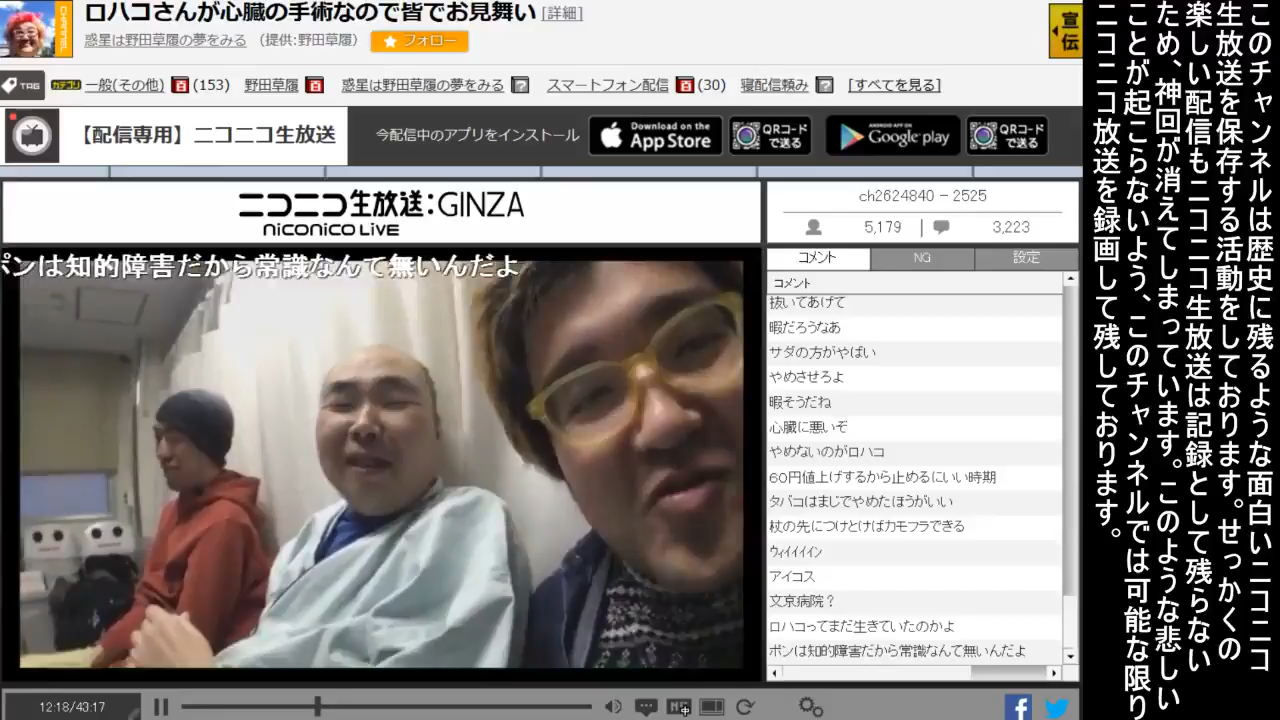 ロハコさんが心臓の手術なので皆でお見舞い [詳細]
CHANNEL
惑星は野田草履の夢をみる (提供:野田草履) ★ フォロー
宣伝
TAG カテゴリ 一般(その他) 百 (153) 野田草履 百 惑星は野田草履の夢をみる ? スマートフォン配信 百 (30) 寝配信頼み ? [すべてを見る]
【配信専用】ニコニコ生放送
今配信中のアプリをインストール
Download on the App Store
QRコードで送る
ANDROID APP ON Google play
QRコードで送る
ニコニコ生放送:GINZA
niconico LIVE
ch2624840 - 2525
5,179 | 3,223
コメント NG 設定
コメント
抜いてあげて
暇だろうなあ
サダの方がやばい
やめさせろよ
暇そうだね
心臓に悪いぞ
やめないのがロハコ
60円値上げするから止めるにいい時期
タバコはまじでやめたほうがいい
杖の先につけとけばカモフラできる
ウィイイイン
アイコス
文京病院?
ロハコってまだ生きていたのかよ
ポンは知的障害だから常識なんて無いんだよ
ポンは知的障害だから常識なんて無いんだよ
12:18/43:17
このチャンネルは歴史に残るような面白いニコニコ
生放送を保存する活動をしております。せっかくの
楽しい配信もニコニコ生放送は記録として残らない
ため、神回が消えてしまっています。このような悲しい
ことが起こらないよう、このチャンネルでは可能な限り
ニコニコ放送を録画して残しております。